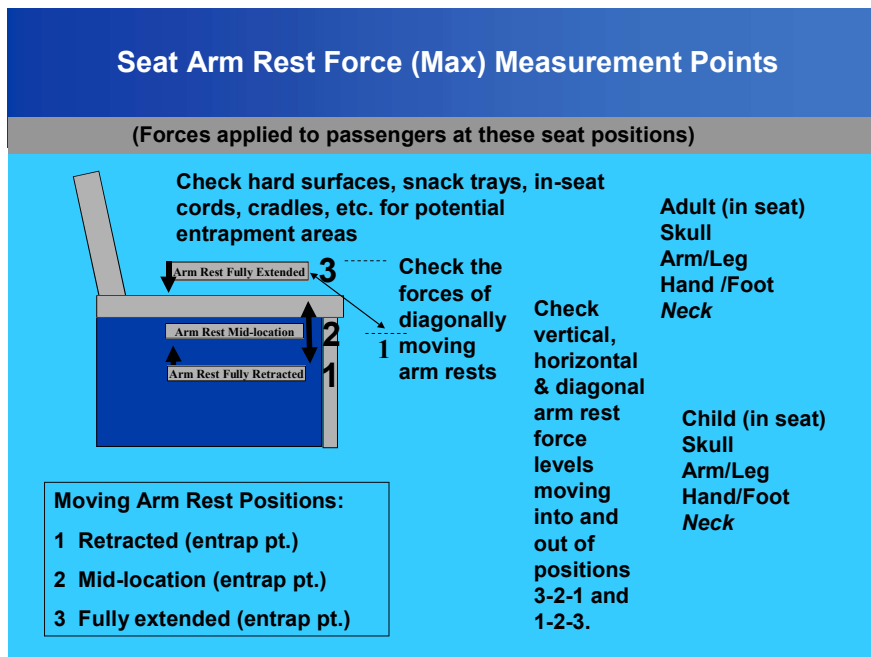 Seat Arm Rest Force (Max) Measurement Points
(Forces applied to passengers at these seat positions)
Check hard surfaces, snack trays, in-seat
cords, cradles, etc. for potential
entrapment areas
Arm Rest Fully Extended
3
Arm Rest Mid-location
2
Arm Rest Fully Retracted
1
1
Check the
forces of
diagonally
moving
arm rests
Check
vertical,
horizontal
& diagonal
arm rest
force
levels
moving
into and
out of
positions
3-2-1 and
1-2-3.
Adult (in seat)
Skull
Arm/Leg
Hand /Foot
Neck
Child (in seat)
Skull
Arm/Leg
Hand/Foot
Neck
Moving Arm Rest Positions:
1 Retracted (entrap pt.)
2 Mid-location (entrap pt.)
3 Fully extended (entrap pt.)